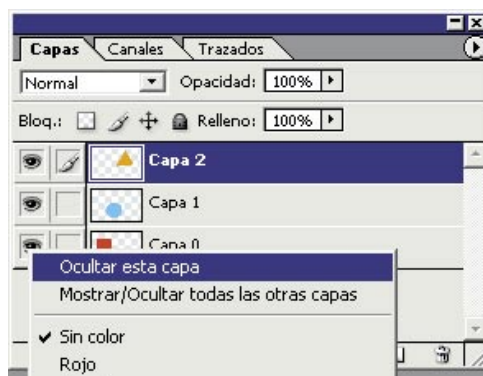 Capas Canales Trazados
Normal Opacidad: 100%
Bloq.: Relleno: 100%
Capa 2
Capa 1
Capa 0
Ocultar esta capa
Mostrar/Ocultar todas las otras capas
Sin color
Rojo